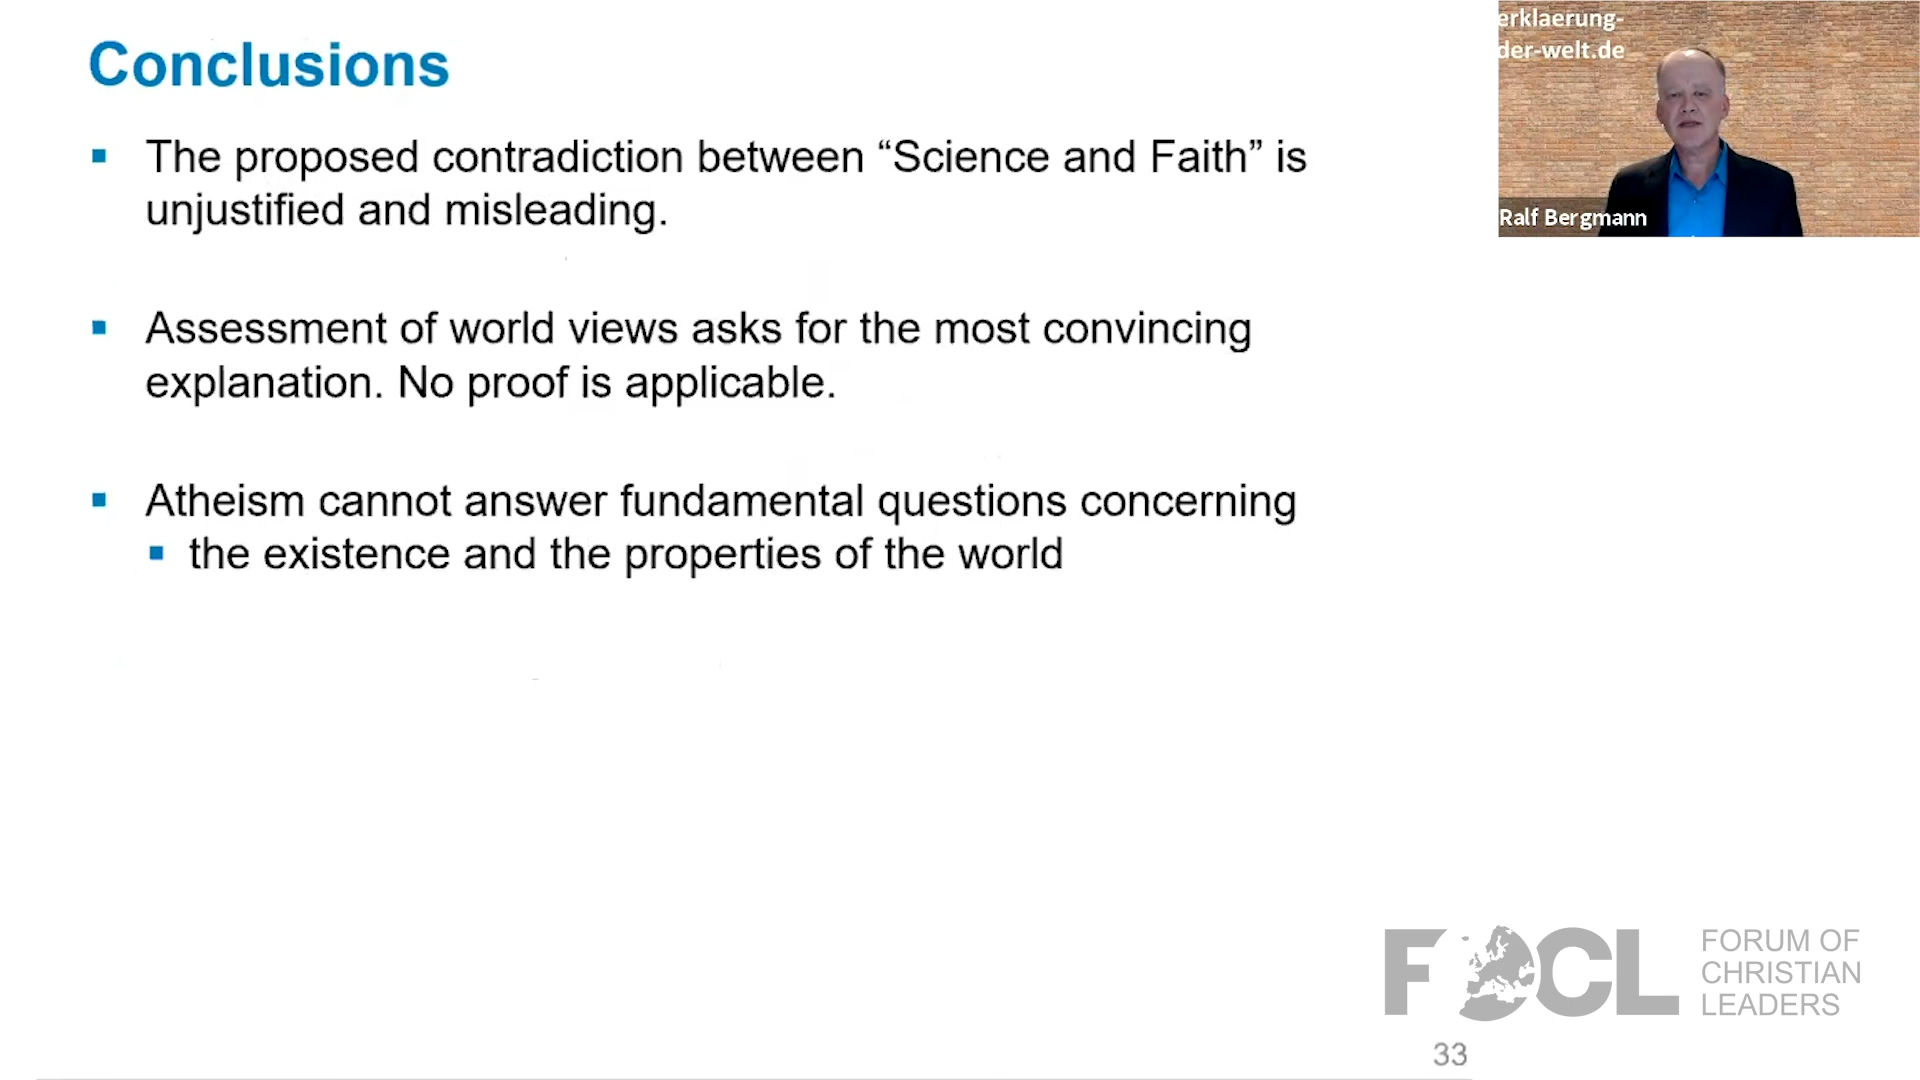 Conclusions
▪ The proposed contradiction between “Science and Faith” is
unjustified and misleading.
▪ Assessment of world views asks for the most convincing
explanation. No proof is applicable.
▪ Atheism cannot answer fundamental questions concerning
▪ the existence and the properties of the world
erklaerung-
der-welt.de
Ralf Bergmann
FOCL
FORUM OF
CHRISTIAN
LEADERS
33